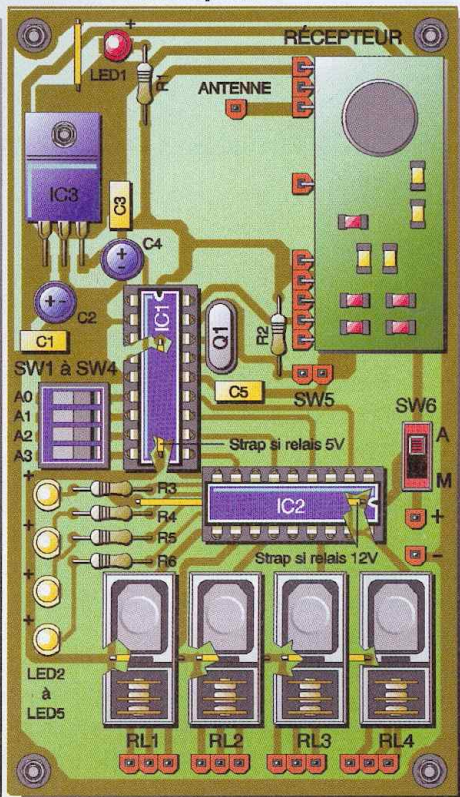 +
LED1
R1
RÉCEPTEUR
ANTENNE
IC3
C3
C4
+
-
+ -
C2
C1
IC1
Q1
R2
C5
SW5
SW1 à SW4
A0
A1
A2
A3
SW6
A
M
Strap si relais 5V
+
R3
+
R4
IC2
+
R5
-
+
R6
Strap si relais 12V
+
LED2
à
LED5
RL1
RL2
RL3
RL4